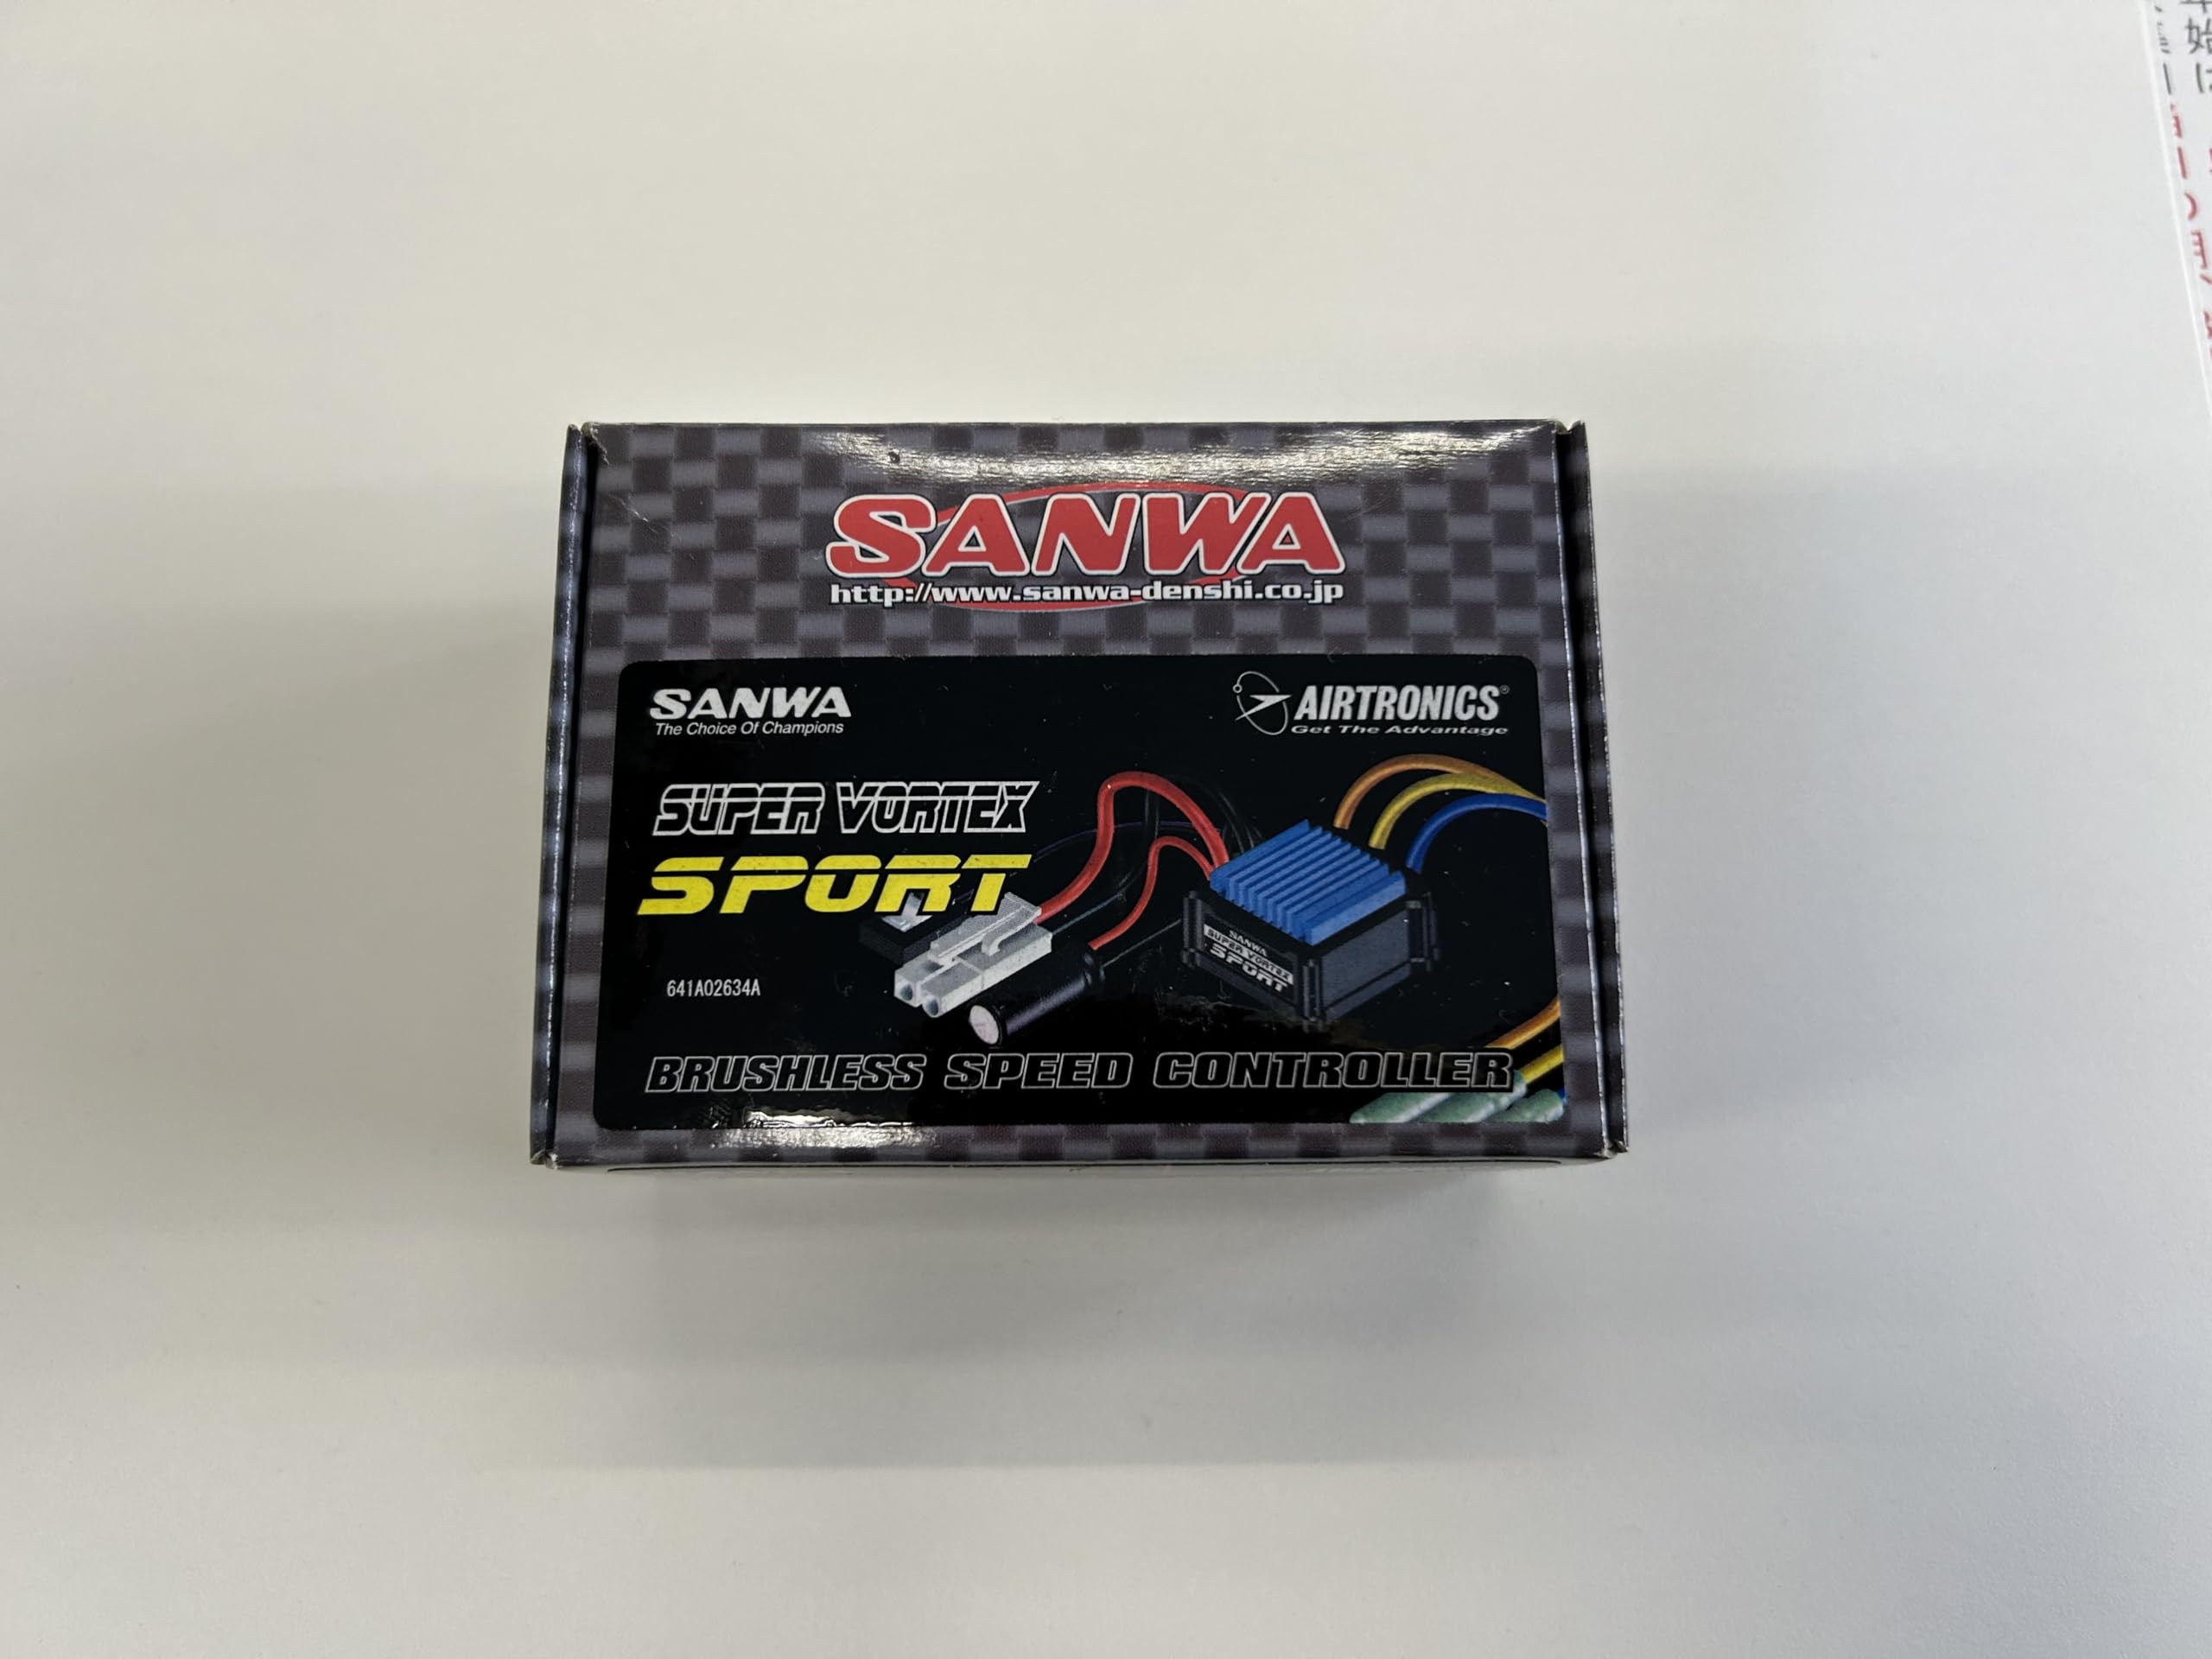 SANWA
http://www.sanwa-denshi.co.jp
SANWA
The Choice Of Champions
AIRTRONICS®
Get The Advantage
SUPER VORTEX
SPORT
SANWA
SUPER VORTEX
SPORT
641A02634A
BRUSHLESS SPEED CONTROLLER
始